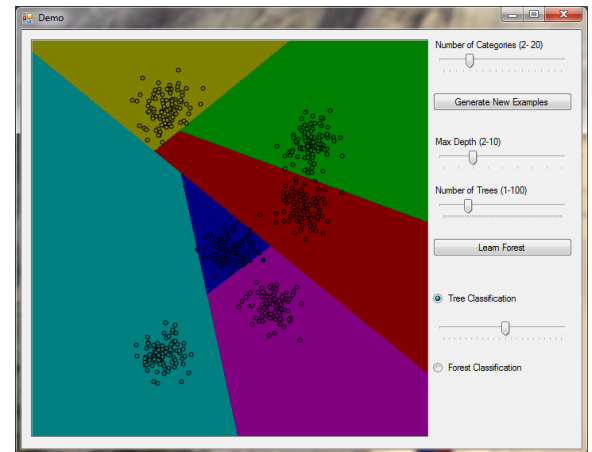 Demo
Number of Categories (2- 20)
Generate New Examples
Max Depth (2-10)
Number of Trees (1-100)
Learn Forest
Tree Classification
Forest Classification